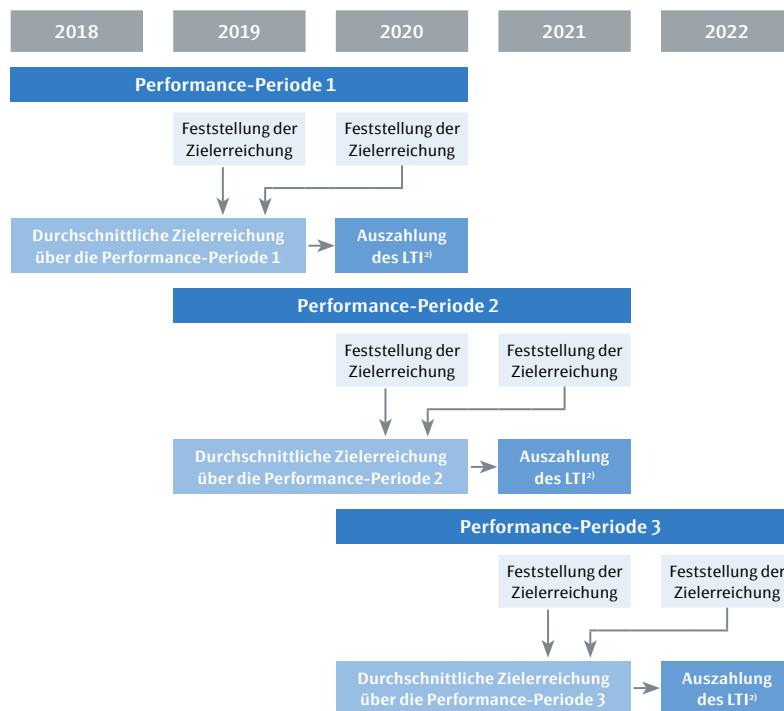 2018 2019 2020 2021 2022
Performance-Periode 1
Feststellung der Zielerreichung
Feststellung der Zielerreichung
Durchschnittliche Zielerreichung
über die Performance-Periode 1
Auszahlung
des LTI²⁾
Performance-Periode 2
Feststellung der
Zielerreichung
Feststellung der
Zielerreichung
Durchschnittliche Zielerreichung
über die Performance-Periode 2
Auszahlung
des LTI²⁾
Performance-Periode 3
Feststellung der
Zielerreichung
Feststellung der
Zielerreichung
Durchschnittliche Zielerreichung
über die Performance-Periode 3
Auszahlung
des LTI²⁾